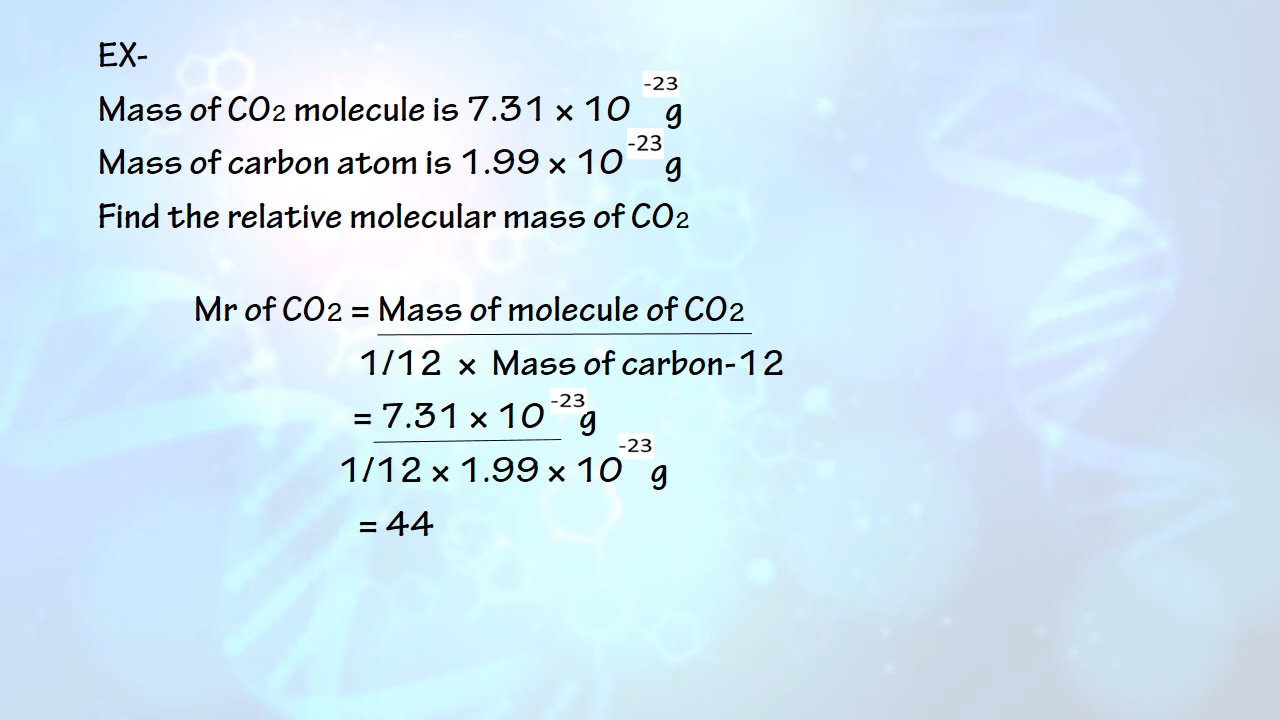 EX-
Mass of CO₂ molecule is 7.31 × 10⁻²³ g
Mass of carbon atom is 1.99 × 10⁻²³ g
Find the relative molecular mass of CO₂
Mr of CO₂ = Mass of molecule of CO₂
1/12 × Mass of carbon-12
= 7.31 × 10⁻²³ g
1/12 × 1.99 × 10⁻²³ g
= 44